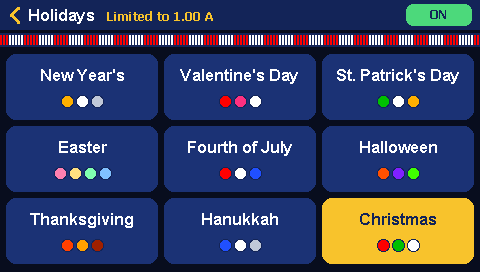 Holidays Limited to 1.00 A ON
New Year's Valentine's Day St. Patrick's Day
Easter Fourth of July Halloween
Thanksgiving Hanukkah Christmas